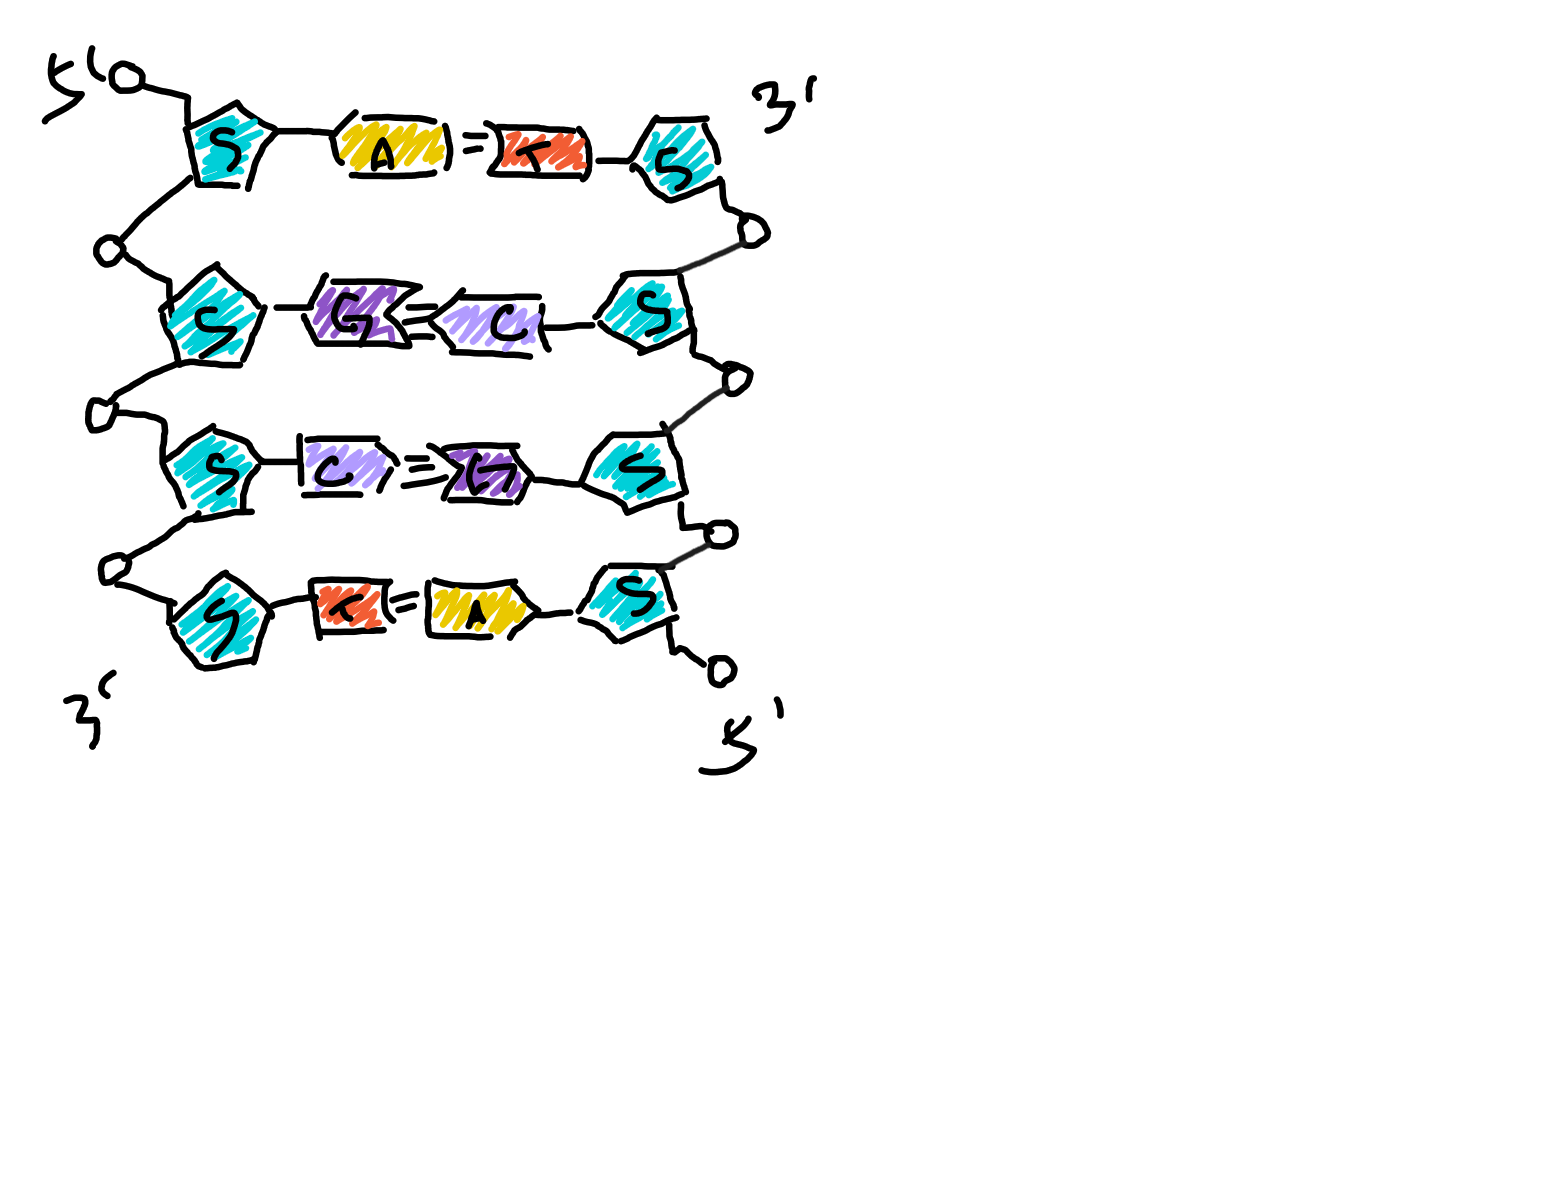 5' 3'
S A = T S
S G ≡ C S
S C ≡ G S
S T = A S
3' 5'